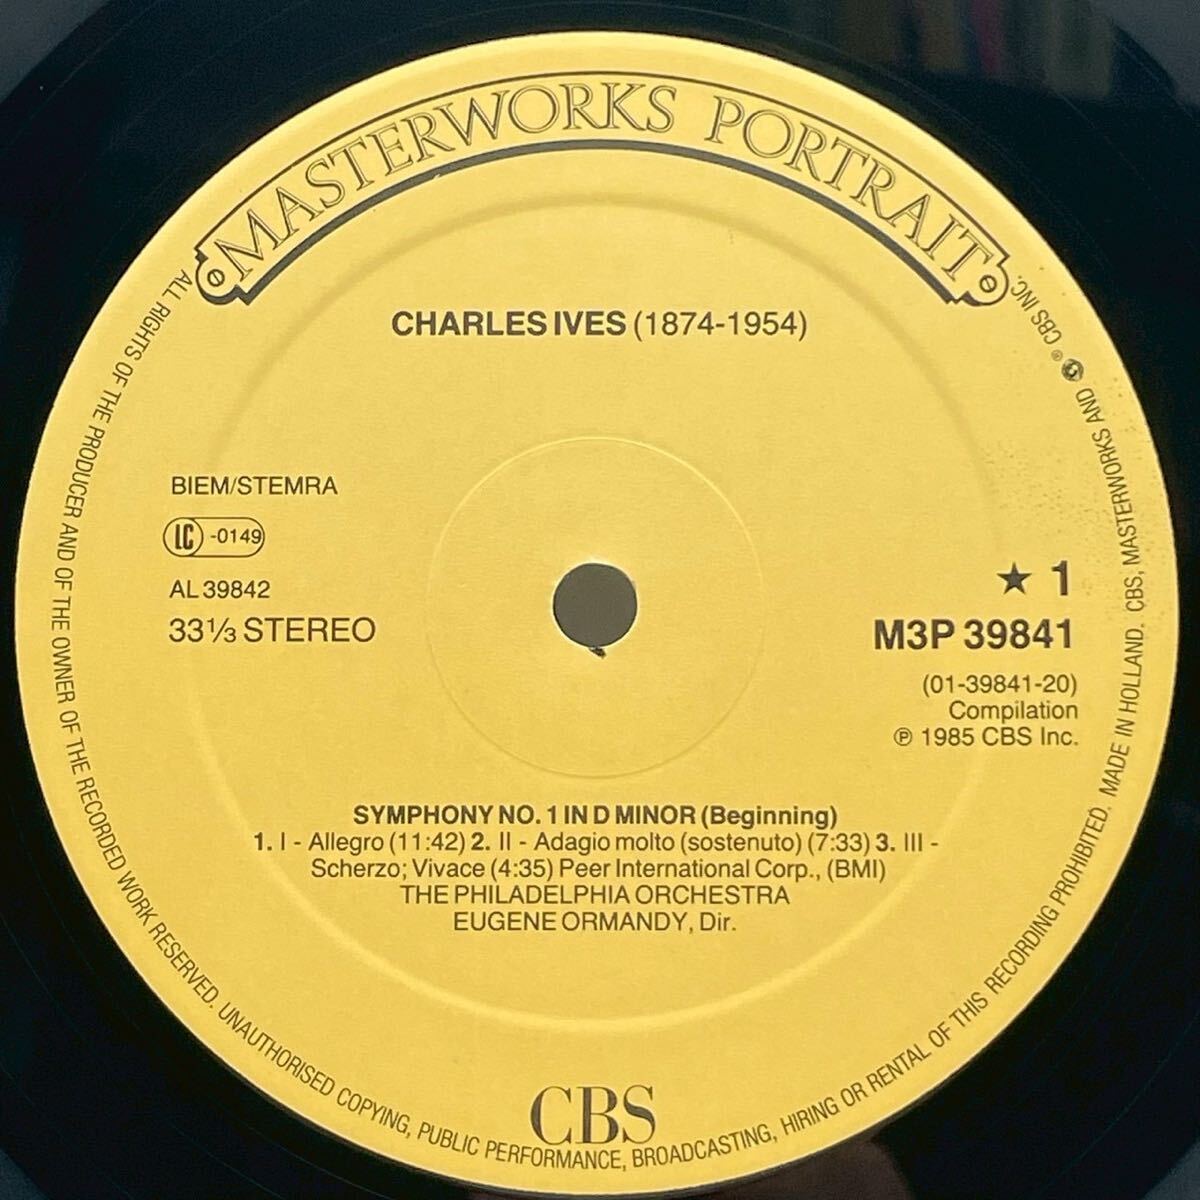 MASTERWORKS PORTRAIT
CHARLES IVES (1874-1954)
BIEM/STEMRA
LC -0149
AL 39842
33⅓ STEREO
★ 1
M3P 39841
(01-39841-20)
Compilation
℗ 1985 CBS Inc.
SYMPHONY NO. 1 IN D MINOR (Beginning)
1. I - Allegro (11:42) 2. II - Adagio molto (sostenuto) (7:33) 3. III -
Scherzo; Vivace (4:35) Peer International Corp., (BMI)
THE PHILADELPHIA ORCHESTRA
EUGENE ORMANDY, Dir.
CBS
ALL RIGHTS OF THE PRODUCER AND OF THE OWNER OF THE RECORDED WORK RESERVED. UNAUTHORISED COPYING, PUBLIC PERFORMANCE, BROADCASTING, HIRING OR RENTAL OF THIS RECORDING PROHIBITED. MADE IN HOLLAND. CBS, MASTERWORKS AND ® CBS INC.